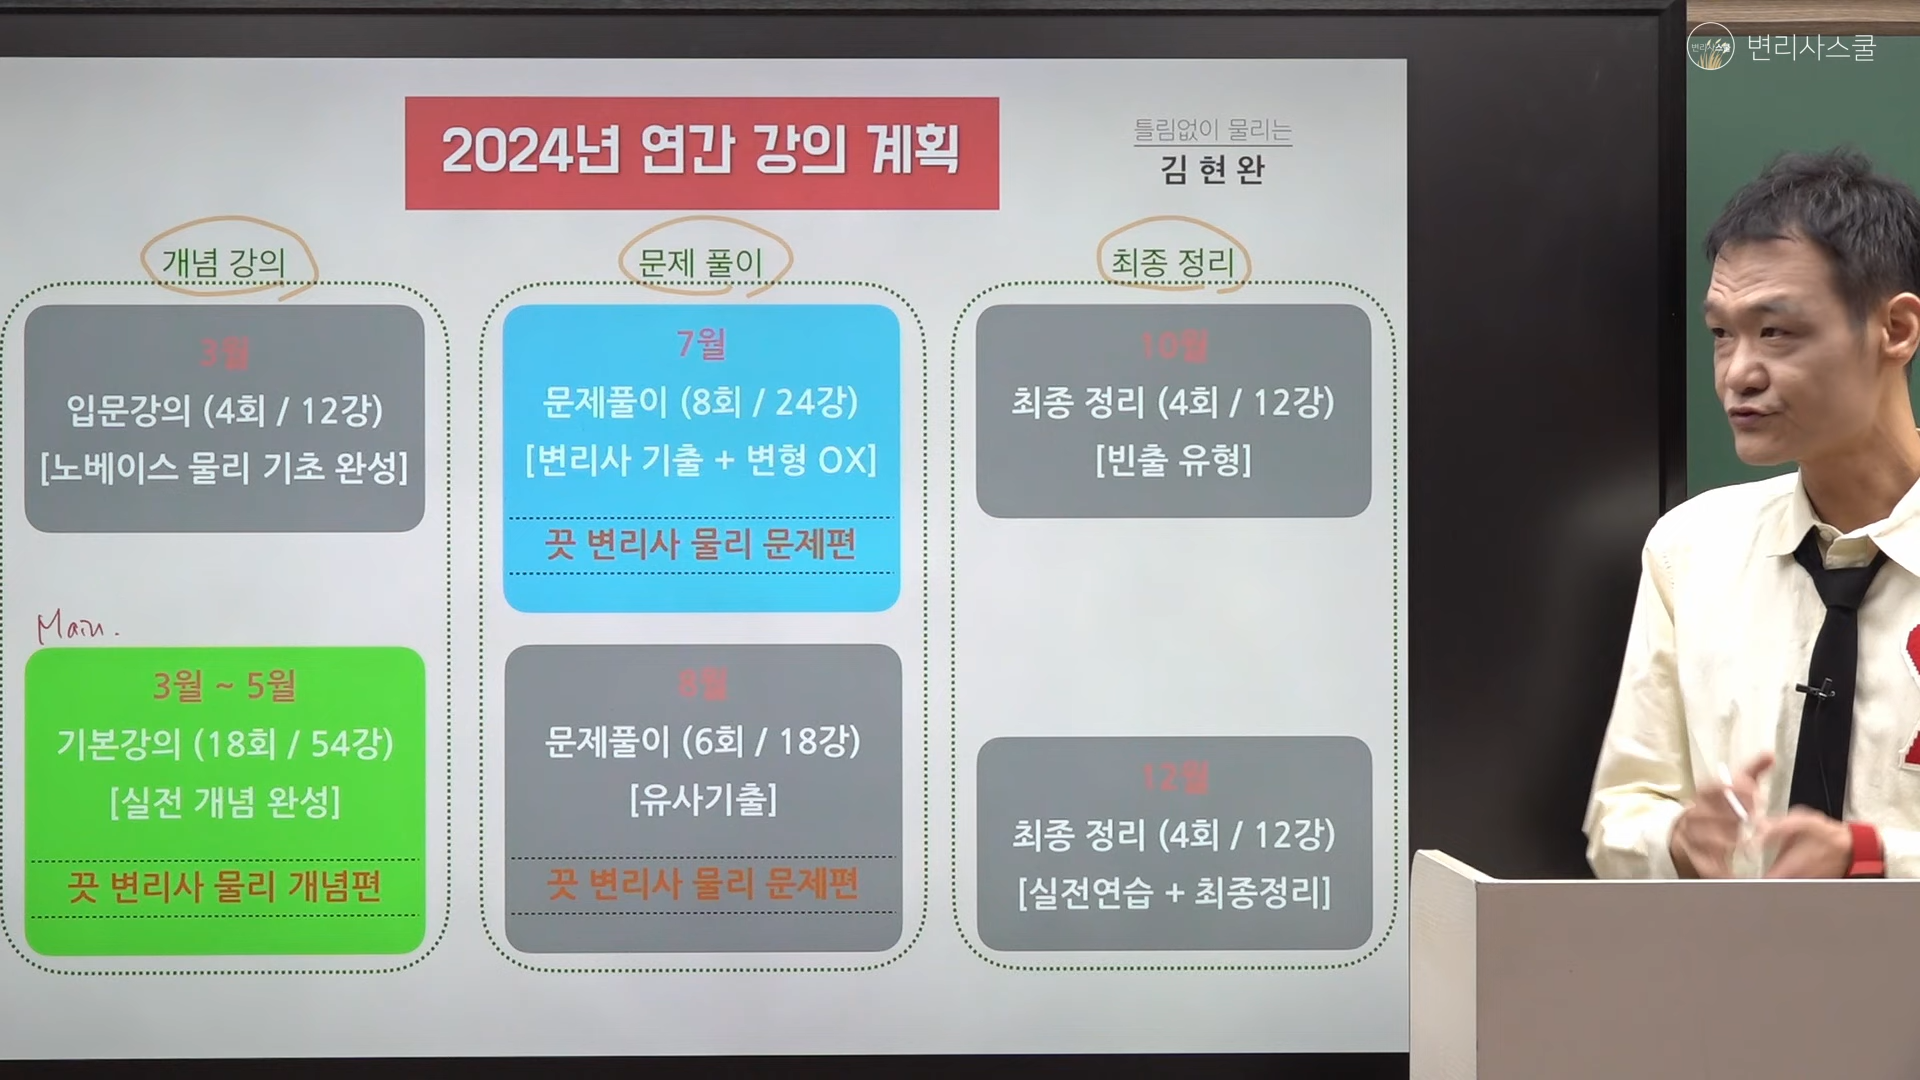 변리사스쿨
변리사스쿨
2024년 연간 강의 계획
틀림없이 물리는
김현완
개념 강의
3월
입문강의 (4회 / 12강)
[노베이스 물리 기초 완성]
Main.
3월 ~ 5월
기본강의 (18회 / 54강)
[실전 개념 완성]
끗 변리사 물리 개념편
문제 풀이
7월
문제풀이 (8회 / 24강)
[변리사 기출 + 변형 OX]
끗 변리사 물리 문제편
8월
문제풀이 (6회 / 18강)
[유사기출]
끗 변리사 물리 문제편
최종 정리
10월
최종 정리 (4회 / 12강)
[빈출 유형]
12월
최종 정리 (4회 / 12강)
[실전연습 + 최종정리]